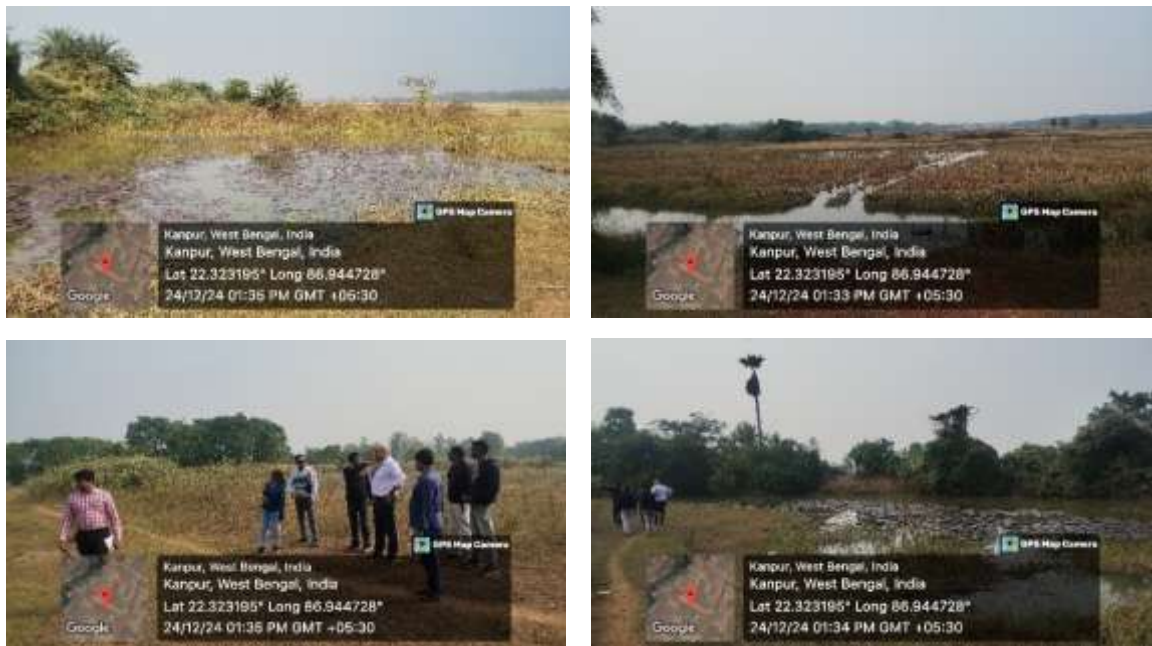 GPS Map Camera
Kanpur, West Bengal, India
Kanpur, West Bengal, India
Lat 22.323195° Long 86.944728°
24/12/24 01:35 PM GMT +05:30
Google
GPS Map Camera
Kanpur, West Bengal, India
Kanpur, West Bengal, India
Lat 22.323195° Long 86.944728°
24/12/24 01:33 PM GMT +05:30
Google
GPS Map Camera
Kanpur, West Bengal, India
Kanpur, West Bengal, India
Lat 22.323195° Long 86.944728°
24/12/24 01:35 PM GMT +05:30
Google
GPS Map Camera
Kanpur, West Bengal, India
Kanpur, West Bengal, India
Lat 22.323195° Long 86.944728°
24/12/24 01:34 PM GMT +05:30
Google